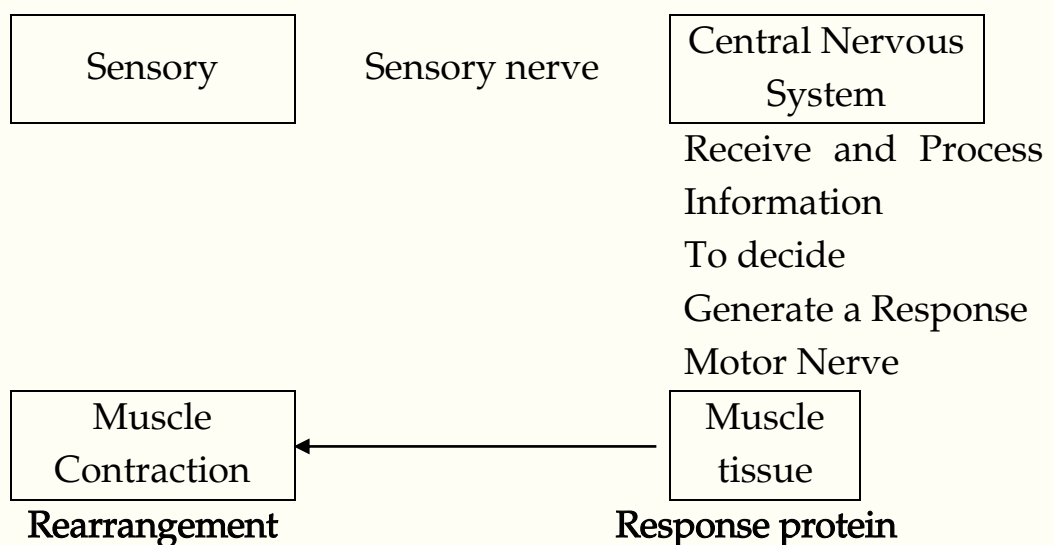 Sensory
Sensory nerve
Central Nervous
System
Receive and Process
Information
To decide
Generate a Response
Motor Nerve
Muscle
Contraction
Muscle
tissue
Rearrangement
Response protein